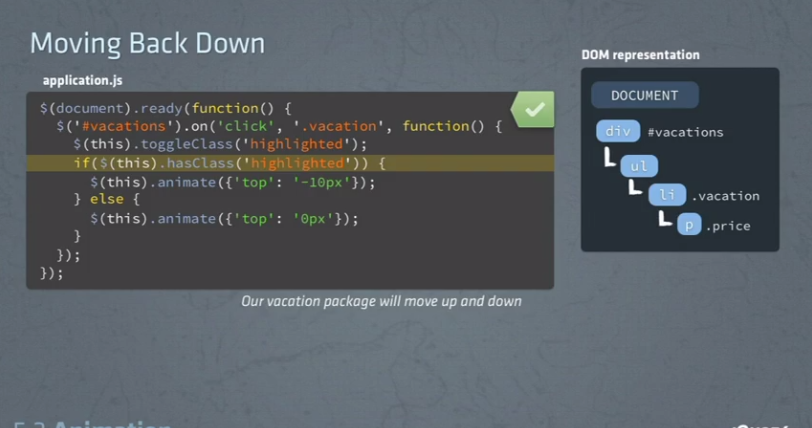 Moving Back Down
application.js
$(document).ready(function() {
  $('#vacations').on('click', '.vacation', function() {
    $(this).toggleClass('highlighted');
    if($(this).hasClass('highlighted')) {
      $(this).animate({'top': '-10px'});
    } else {
      $(this).animate({'top': '0px'});
    }
  });
});
Our vacation package will move up and down
DOM representation
DOCUMENT
div #vacations
ul
li .vacation
p .price
5.3 Animation